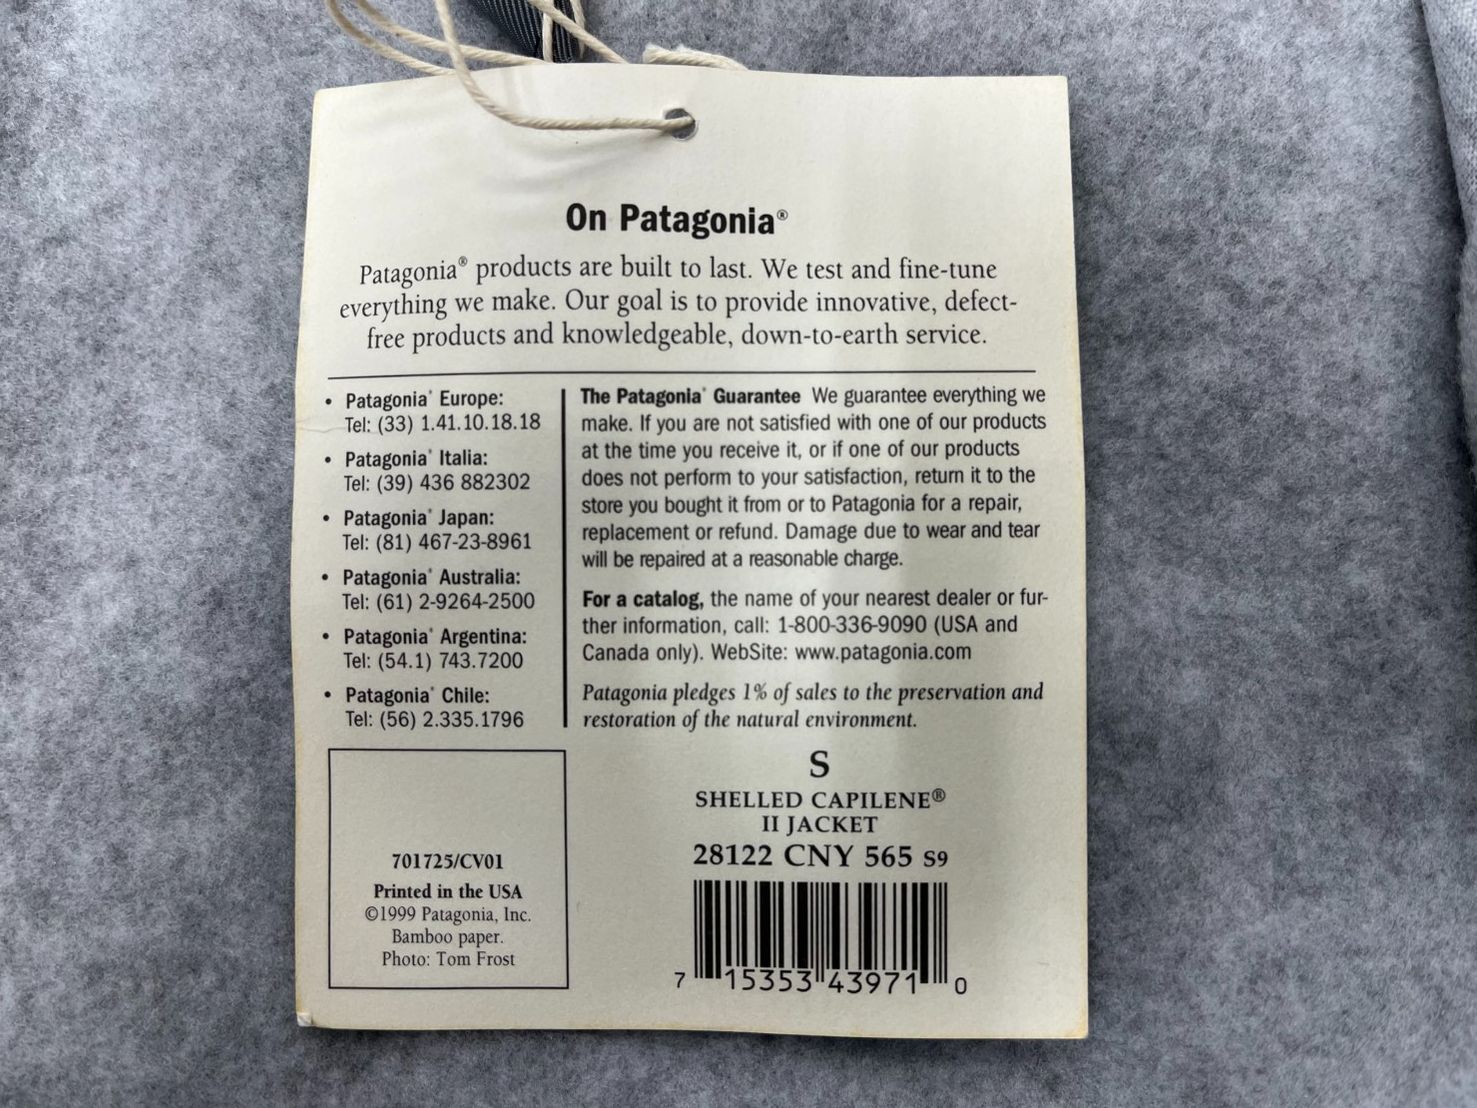 On Patagonia®
Patagonia® products are built to last. We test and fine-tune
everything we make. Our goal is to provide innovative, defect-
free products and knowledgeable, down-to-earth service.
• Patagonia® Europe:
Tel: (33) 1.41.10.18.18
• Patagonia® Italia:
Tel: (39) 436 882302
• Patagonia® Japan:
Tel: (81) 467-23-8961
• Patagonia® Australia:
Tel: (61) 2-9264-2500
• Patagonia® Argentina:
Tel: (54.1) 743.7200
• Patagonia® Chile:
Tel: (56) 2.335.1796
The Patagonia® Guarantee We guarantee everything we
make. If you are not satisfied with one of our products
at the time you receive it, or if one of our products
does not perform to your satisfaction, return it to the
store you bought it from or to Patagonia for a repair,
replacement or refund. Damage due to wear and tear
will be repaired at a reasonable charge.
For a catalog, the name of your nearest dealer or fur-
ther information, call: 1-800-336-9090 (USA and
Canada only). WebSite: www.patagonia.com
Patagonia pledges 1% of sales to the preservation and
restoration of the natural environment.
701725/CV01
Printed in the USA
©1999 Patagonia, Inc.
Bamboo paper.
Photo: Tom Frost
S
SHELLED CAPILENE®
II JACKET
28122 CNY 565 S9
7 15353 43971 0